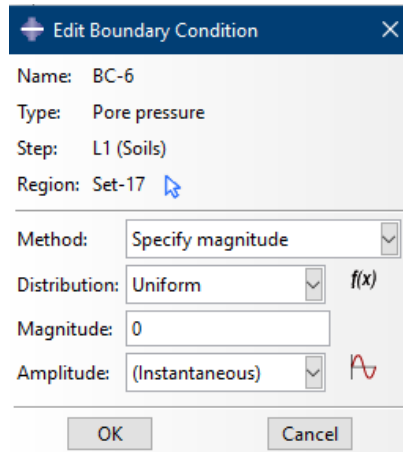 Edit Boundary Condition
Name: BC-6
Type: Pore pressure
Step: L1 (Soils)
Region: Set-17
Method: Specify magnitude
Distribution: Uniform f(x)
Magnitude: 0
Amplitude: (Instantaneous)
OK Cancel